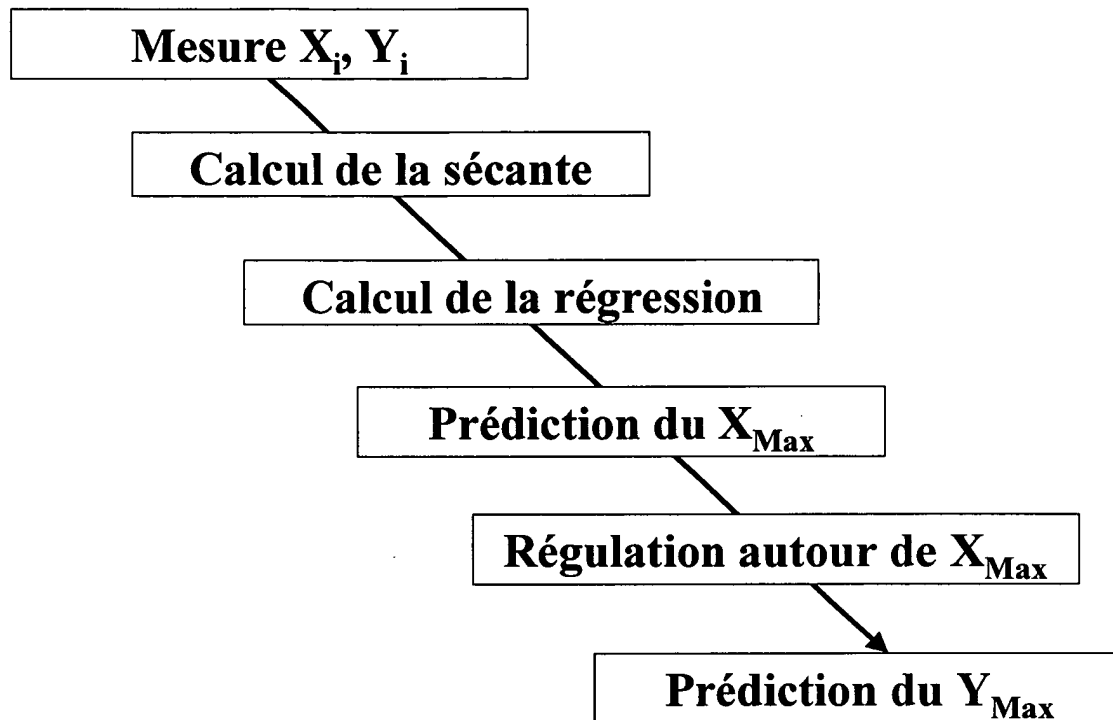 Mesure Xi, Yi
Calcul de la sécante
Calcul de la régression
Prédiction du XMax
Régulation autour de XMax
Prédiction du YMax